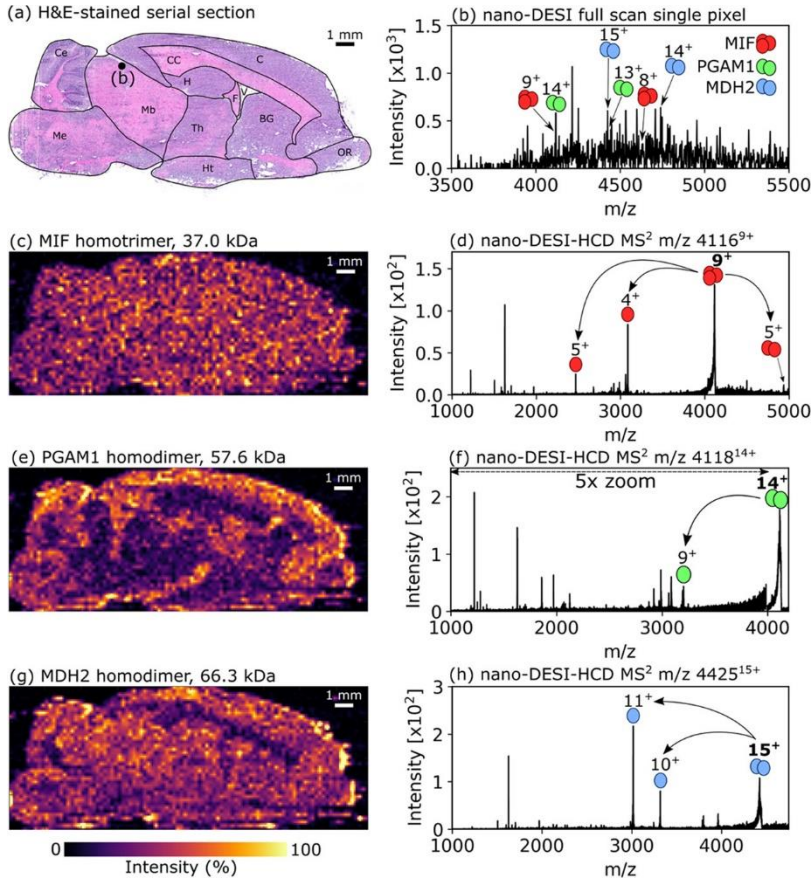 (a) H&E-stained serial section
1 mm
Ce
(b)
CC
C
H
F
V
Mb
Th
BG
Me
Ht
OR
(b) nano-DESI full scan single pixel
Intensity [x10³]
1.5
1.0
0.5
0.0
9⁺
14⁺
15⁺
13⁺
8⁺
14⁺
MIF
PGAM1
MDH2
3500 4000 4500 5000 5500
m/z
(c) MIF homotrimer, 37.0 kDa
1 mm
(d) nano-DESI-HCD MS² m/z 4116⁹⁺
Intensity [x10²]
1.5
1.0
0.5
0.0
5⁺
4⁺
9⁺
5⁺
1000 2000 3000 4000 5000
m/z
(e) PGAM1 homodimer, 57.6 kDa
1 mm
(f) nano-DESI-HCD MS² m/z 4118¹⁴⁺
5x zoom
Intensity [x10²]
2
1
0
9⁺
14⁺
1000 2000 3000 4000
m/z
(g) MDH2 homodimer, 66.3 kDa
1 mm
0 100
Intensity (%)
(h) nano-DESI-HCD MS² m/z 4425¹⁵⁺
Intensity [x10²]
3
2
1
0
11⁺
10⁺
15⁺
1000 2000 3000 4000
m/z